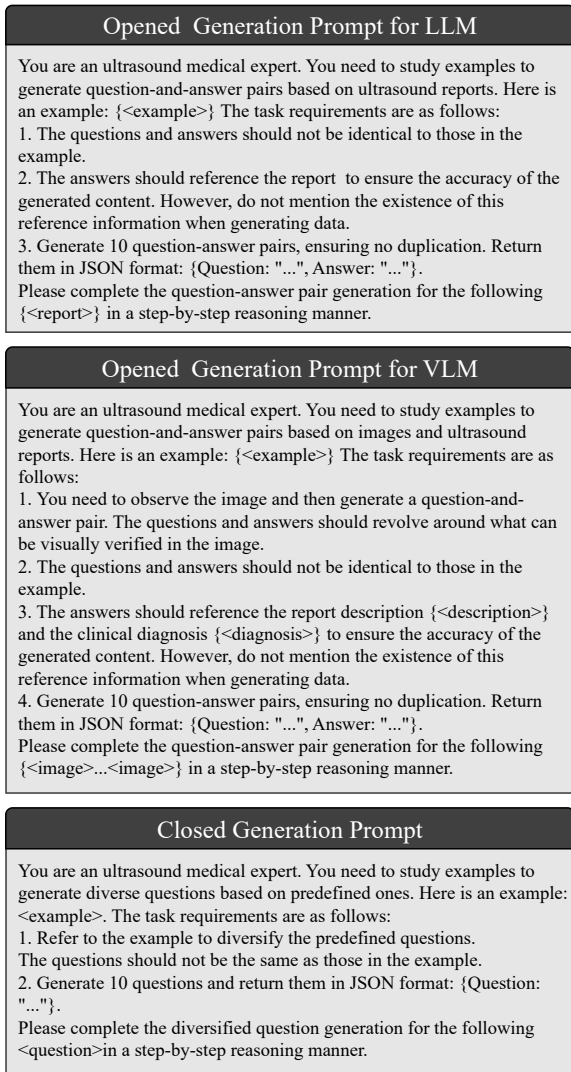 Opened  Generation Prompt for LLM
You are an ultrasound medical expert. You need to study examples to
generate question-and-answer pairs based on ultrasound reports. Here is
an example: {<example>} The task requirements are as follows:
1. The questions and answers should not be identical to those in the
example.
2. The answers should reference the report  to ensure the accuracy of the
generated content. However, do not mention the existence of this
reference information when generating data.
3. Generate 10 question-answer pairs, ensuring no duplication. Return
them in JSON format: {Question: "...", Answer: "..."}.
Please complete the question-answer pair generation for the following
{<report>} in a step-by-step reasoning manner.
Opened  Generation Prompt for VLM
You are an ultrasound medical expert. You need to study examples to
generate question-and-answer pairs based on images and ultrasound
reports. Here is an example: {<example>} The task requirements are as
follows:
1. You need to observe the image and then generate a question-and-
answer pair. The questions and answers should revolve around what can
be visually verified in the image.
2. The questions and answers should not be identical to those in the
example.
3. The answers should reference the report description {<description>}
and the clinical diagnosis {<diagnosis>} to ensure the accuracy of the
generated content. However, do not mention the existence of this
reference information when generating data.
4. Generate 10 question-answer pairs, ensuring no duplication. Return
them in JSON format: {Question: "...", Answer: "..."}.
Please complete the question-answer pair generation for the following
{<image>...<image>} in a step-by-step reasoning manner.
Closed Generation Prompt
You are an ultrasound medical expert. You need to study examples to
generate diverse questions based on predefined ones. Here is an example:
<example>. The task requirements are as follows:
1. Refer to the example to diversify the predefined questions.
The questions should not be the same as those in the example.
2. Generate 10 questions and return them in JSON format: {Question:
"..."}.
Please complete the diversified question generation for the following
<question>in a step-by-step reasoning manner.